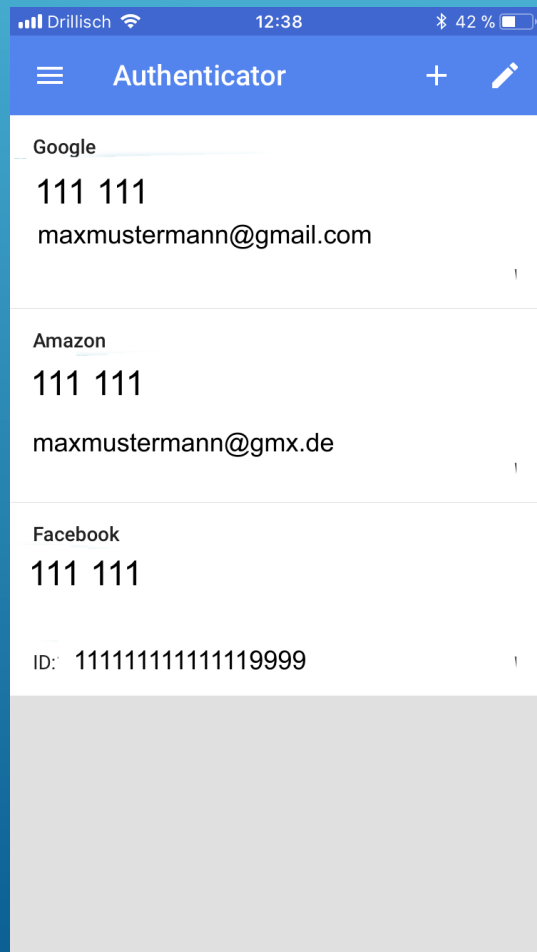 Drillisch 12:38 42 %
Authenticator
Google
111 111
maxmustermann@gmail.com
Amazon
111 111
maxmustermann@gmx.de
Facebook
111 111
ID: 111111111111119999